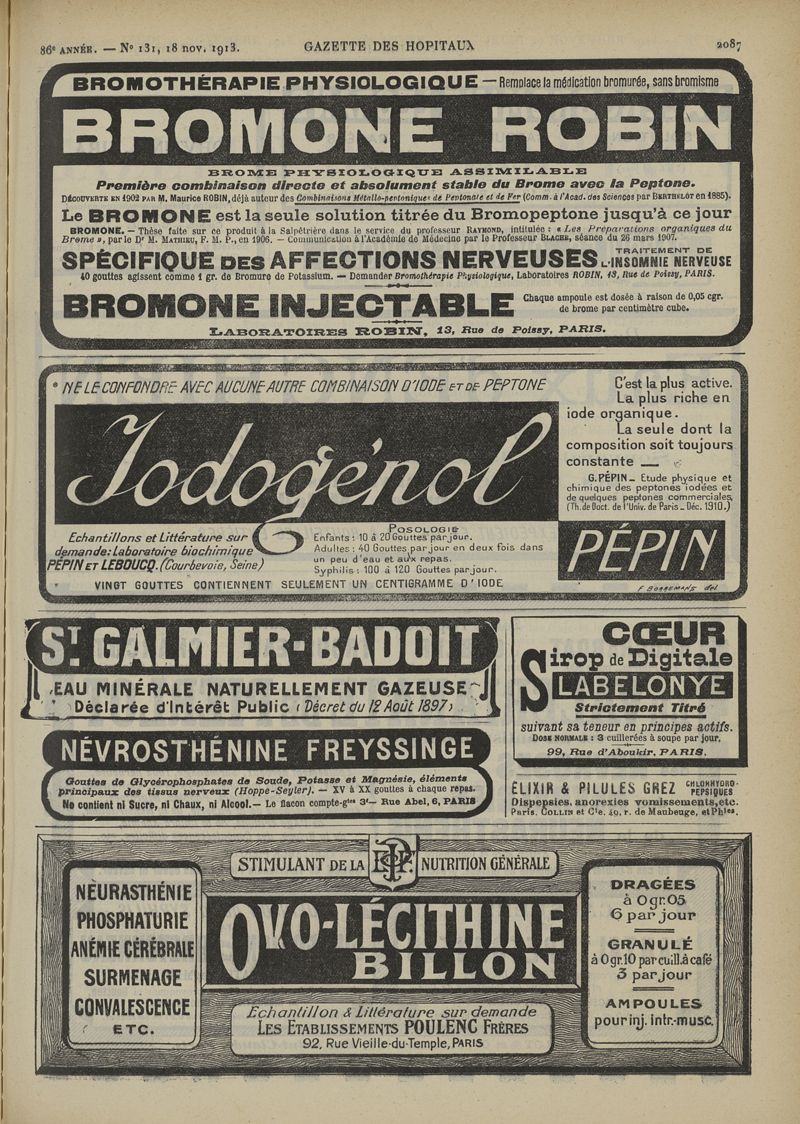 86e ANNÉE. — No 131, 18 nov. 1913.
GAZETTE DES HOPITAUX
2087
BROMOTHÉRAPIE PHYSIOLOGIQUE — Remplace la médication bromurée, sans bromisme
BROMONE ROBIN
BROME PHYSIOLOGIQUE ASSIMILABLE
Première combinaison directe et absolument stable du Brome avec la Peptone.
DÉCOUVERTE EN 1902 PAR M. Maurice ROBIN, déjà auteur des Combinaisons Métallo-peptoniques de Peptone et de Fer (Comm. à l'Acad. des Sciences par BERTHELOT en 1885).
Le BROMONE est la seule solution titrée du Bromopeptone jusqu'à ce jour
BROMONE. — Thèse faite sur ce produit à la Salpêtrière dans le service du professeur RAYMOND, intitulée : « Les Préparations organiques du
Brome », par le Dr M. MATHIEU, F. M. P., en 1906. — Communication à l'Académie de Médecine par le Professeur BLACHE, séance du 26 mars 1907.
SPÉCIFIQUE DES AFFECTIONS NERVEUSES
TRAITEMENT DE
L'INSOMNIE NERVEUSE
40 gouttes agissent comme 1 gr. de Bromure de Potassium. — Demander Bromothérapie Physiologique, Laboratoires ROBIN, 13, Rue de Poissy, PARIS.
BROMONE INJECTABLE
Chaque ampoule est dosée à raison de 0,05 cgr.
de brome par centimètre cube.
LABORATOIRES ROBIN, 13, Rue de Poissy, PARIS.
* NE LE CONFONDRE AVEC AUCUNE AUTRE COMBINAISON D'IODE ET DE PEPTONE
Iodogénol
C'est la plus active.
La plus riche en
iode organique.
La seule dont la
composition soit toujours
constante —
G. PÉPIN — Etude physique et
chimique des peptones iodées et
de quelques peptones commerciales,
(Th. de Doct. de l'Univ. de Paris — Déc. 1910.)
PÉPIN
Echantillons et Littérature sur
demande: Laboratoire biochimique
PÉPIN ET LEBOUCQ. (Courbevoie, Seine)
POSOLOGIE
Enfants : 10 à 20 Gouttes par jour.
Adultes : 40 Gouttes par jour en deux fois dans
un peu d'eau et aux repas.
Syphilis : 100 à 120 Gouttes par jour.
* VINGT GOUTTES CONTIENNENT SEULEMENT UN CENTIGRAMME D'IODE
ST GALMIER-BADOIT
EAU MINÉRALE NATURELLEMENT GAZEUSE
Déclarée d'Intérêt Public (Décret du 12 Août 1897)
NÉVROSTHÉNINE FREYSSINGE
Gouttes de Glycérophosphates de Soude, Potasse et Magnésie, éléments
principaux des tissus nerveux (Hoppe-Seyler). — XV à XX gouttes à chaque repas.
Ne contient ni Sucre, ni Chaux, ni Alcool. — Le flacon compte-gtes 3f — Rue Abel, 6, PARIS
CŒUR
Sirop de Digitale
LABELONYE
Strictement Titré
suivant sa teneur en principes actifs.
DOSE NORMALE : 3 cuillerées à soupe par jour.
99, Rue d'Aboukir, PARIS.
ÉLIXIR & PILULES GREZ CHLORHYDRO-PEPSIQUES
Dispepsies, anorexies vomissements, etc.
Paris, COLLIN et Cie, 49, r. de Maubeuge, et Phies.
STIMULANT DE LA NUTRITION GÉNÉRALE
NEURASTHÉNIE
PHOSPHATURIE
ANÉMIE CÉRÉBRALE
SURMENAGE
CONVALESCENCE
ETC.
OVO-LÉCITHINE
BILLON
Echantillon & Littérature sur demande
LES ETABLISSEMENTS POULENC FRÈRES
92, Rue Vieille-du-Temple, PARIS
DRAGÉES
à 0gr.05
6 par jour
GRANULÉ
à 0gr.10 par cuill. à café
3 par jour
AMPOULES
pour inj. intr.-musc.